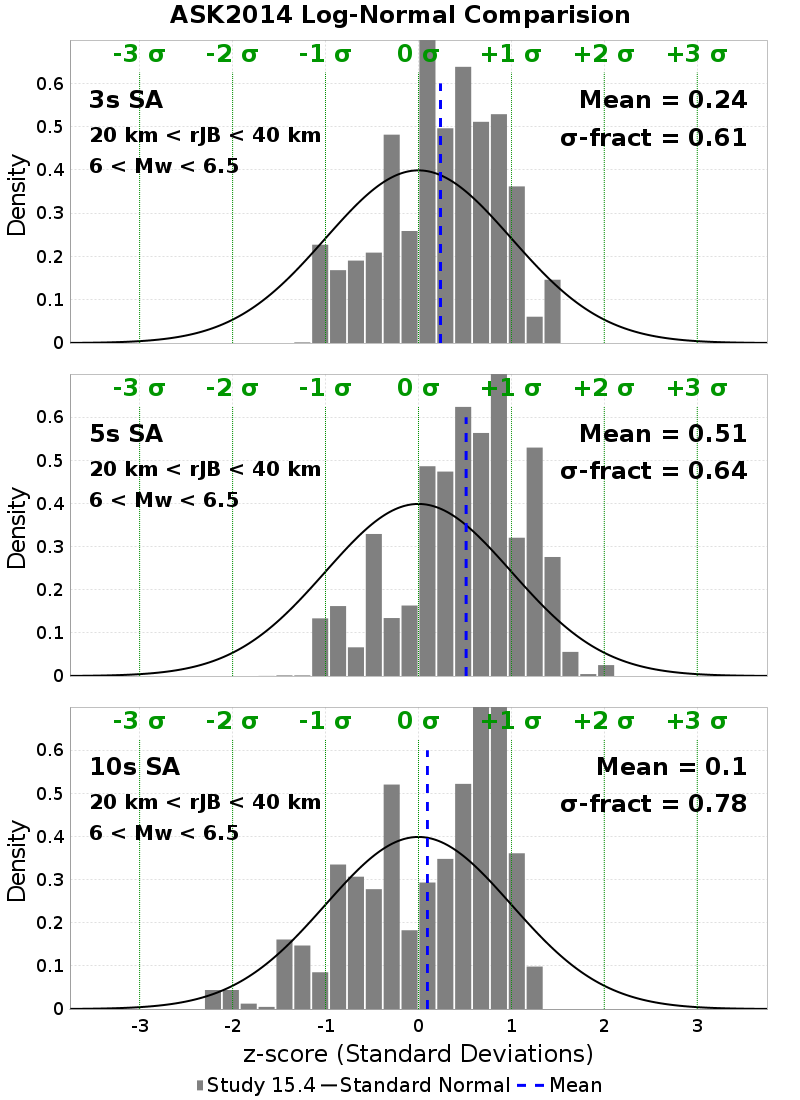 ASK2014 Log-Normal Comparision
-3 σ -2 σ -1 σ 0 σ +1 σ +2 σ +3 σ
3s SA
20 km < rJB < 40 km
6 < Mw < 6.5
Mean = 0.24
σ-fract = 0.61
Density
0.6
0.5
0.4
0.3
0.2
0.1
0
-3 σ -2 σ -1 σ 0 σ +1 σ +2 σ +3 σ
5s SA
20 km < rJB < 40 km
6 < Mw < 6.5
Mean = 0.51
σ-fract = 0.64
Density
0.6
0.5
0.4
0.3
0.2
0.1
0
-3 σ -2 σ -1 σ 0 σ +1 σ +2 σ +3 σ
10s SA
20 km < rJB < 40 km
6 < Mw < 6.5
Mean = 0.1
σ-fract = 0.78
Density
0.6
0.5
0.4
0.3
0.2
0.1
0
-3 -2 -1 0 1 2 3
z-score (Standard Deviations)
Study 15.4 Standard Normal Mean